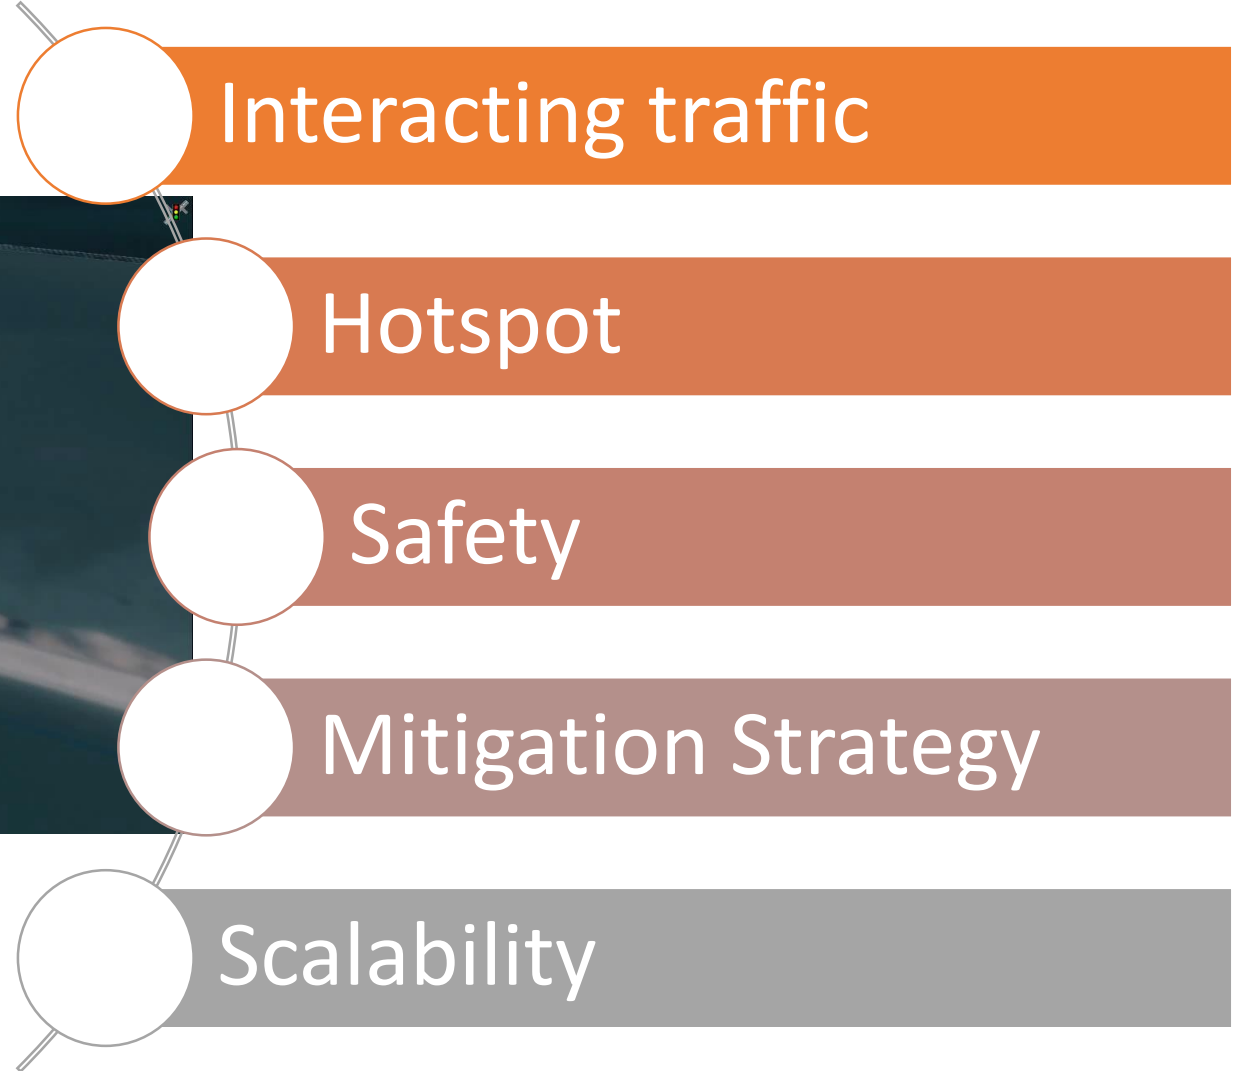 Interacting traffic
Hotspot
Safety
Mitigation Strategy
Scalability